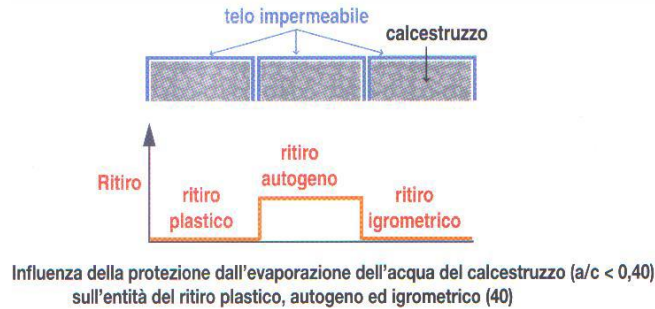 telo impermeabile
calcestruzzo
Ritiro
ritiro
plastico
ritiro
autogeno
ritiro
igrometrico
Influenza della protezione dall'evaporazione dell'acqua del calcestruzzo (a/c < 0,40)
sull'entità del ritiro plastico, autogeno ed igrometrico (40)